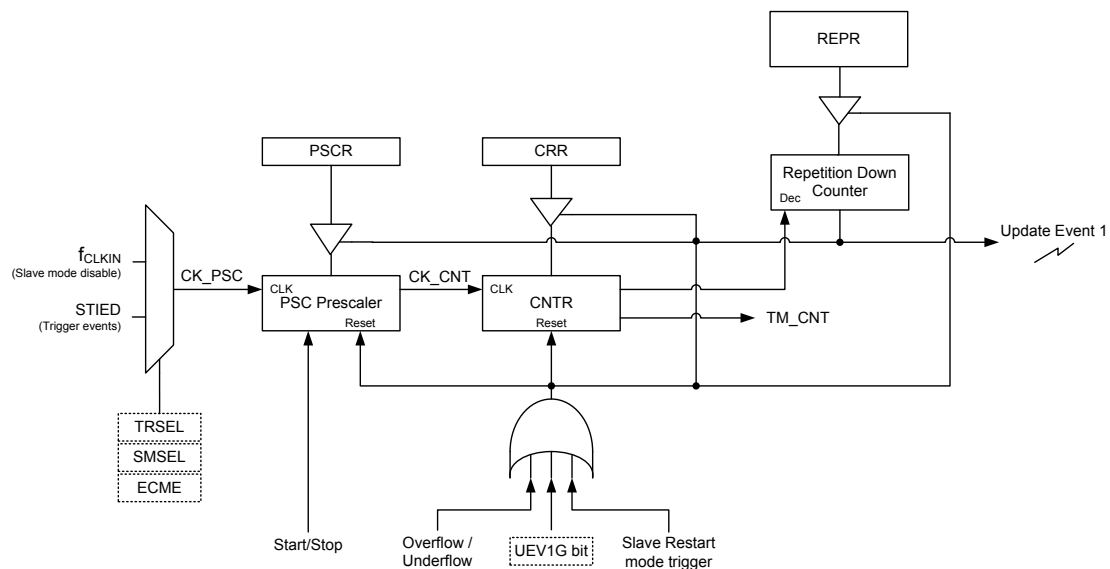 REPR
PSCR
CRR
Repetition Down
Counter
Dec
fCLKIN
(Slave mode disable)
STIED
(Trigger events)
CK_PSC
CLK
PSC Prescaler
Reset
CK_CNT
CLK
CNTR
Reset
Update Event 1
TM_CNT
TRSEL
SMSEL
ECME
Start/Stop
Overflow /
Underflow
UEV1G bit
Slave Restart
mode trigger